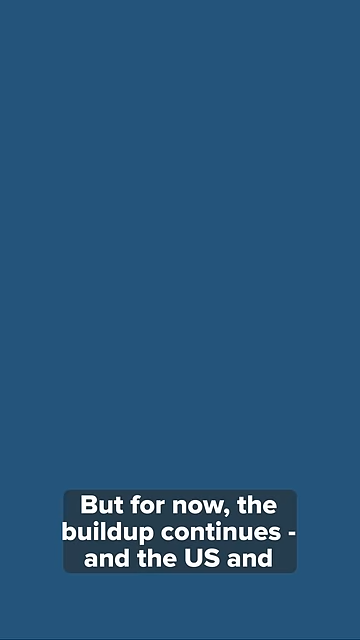 But for now, the
buildup continues -
and the US and